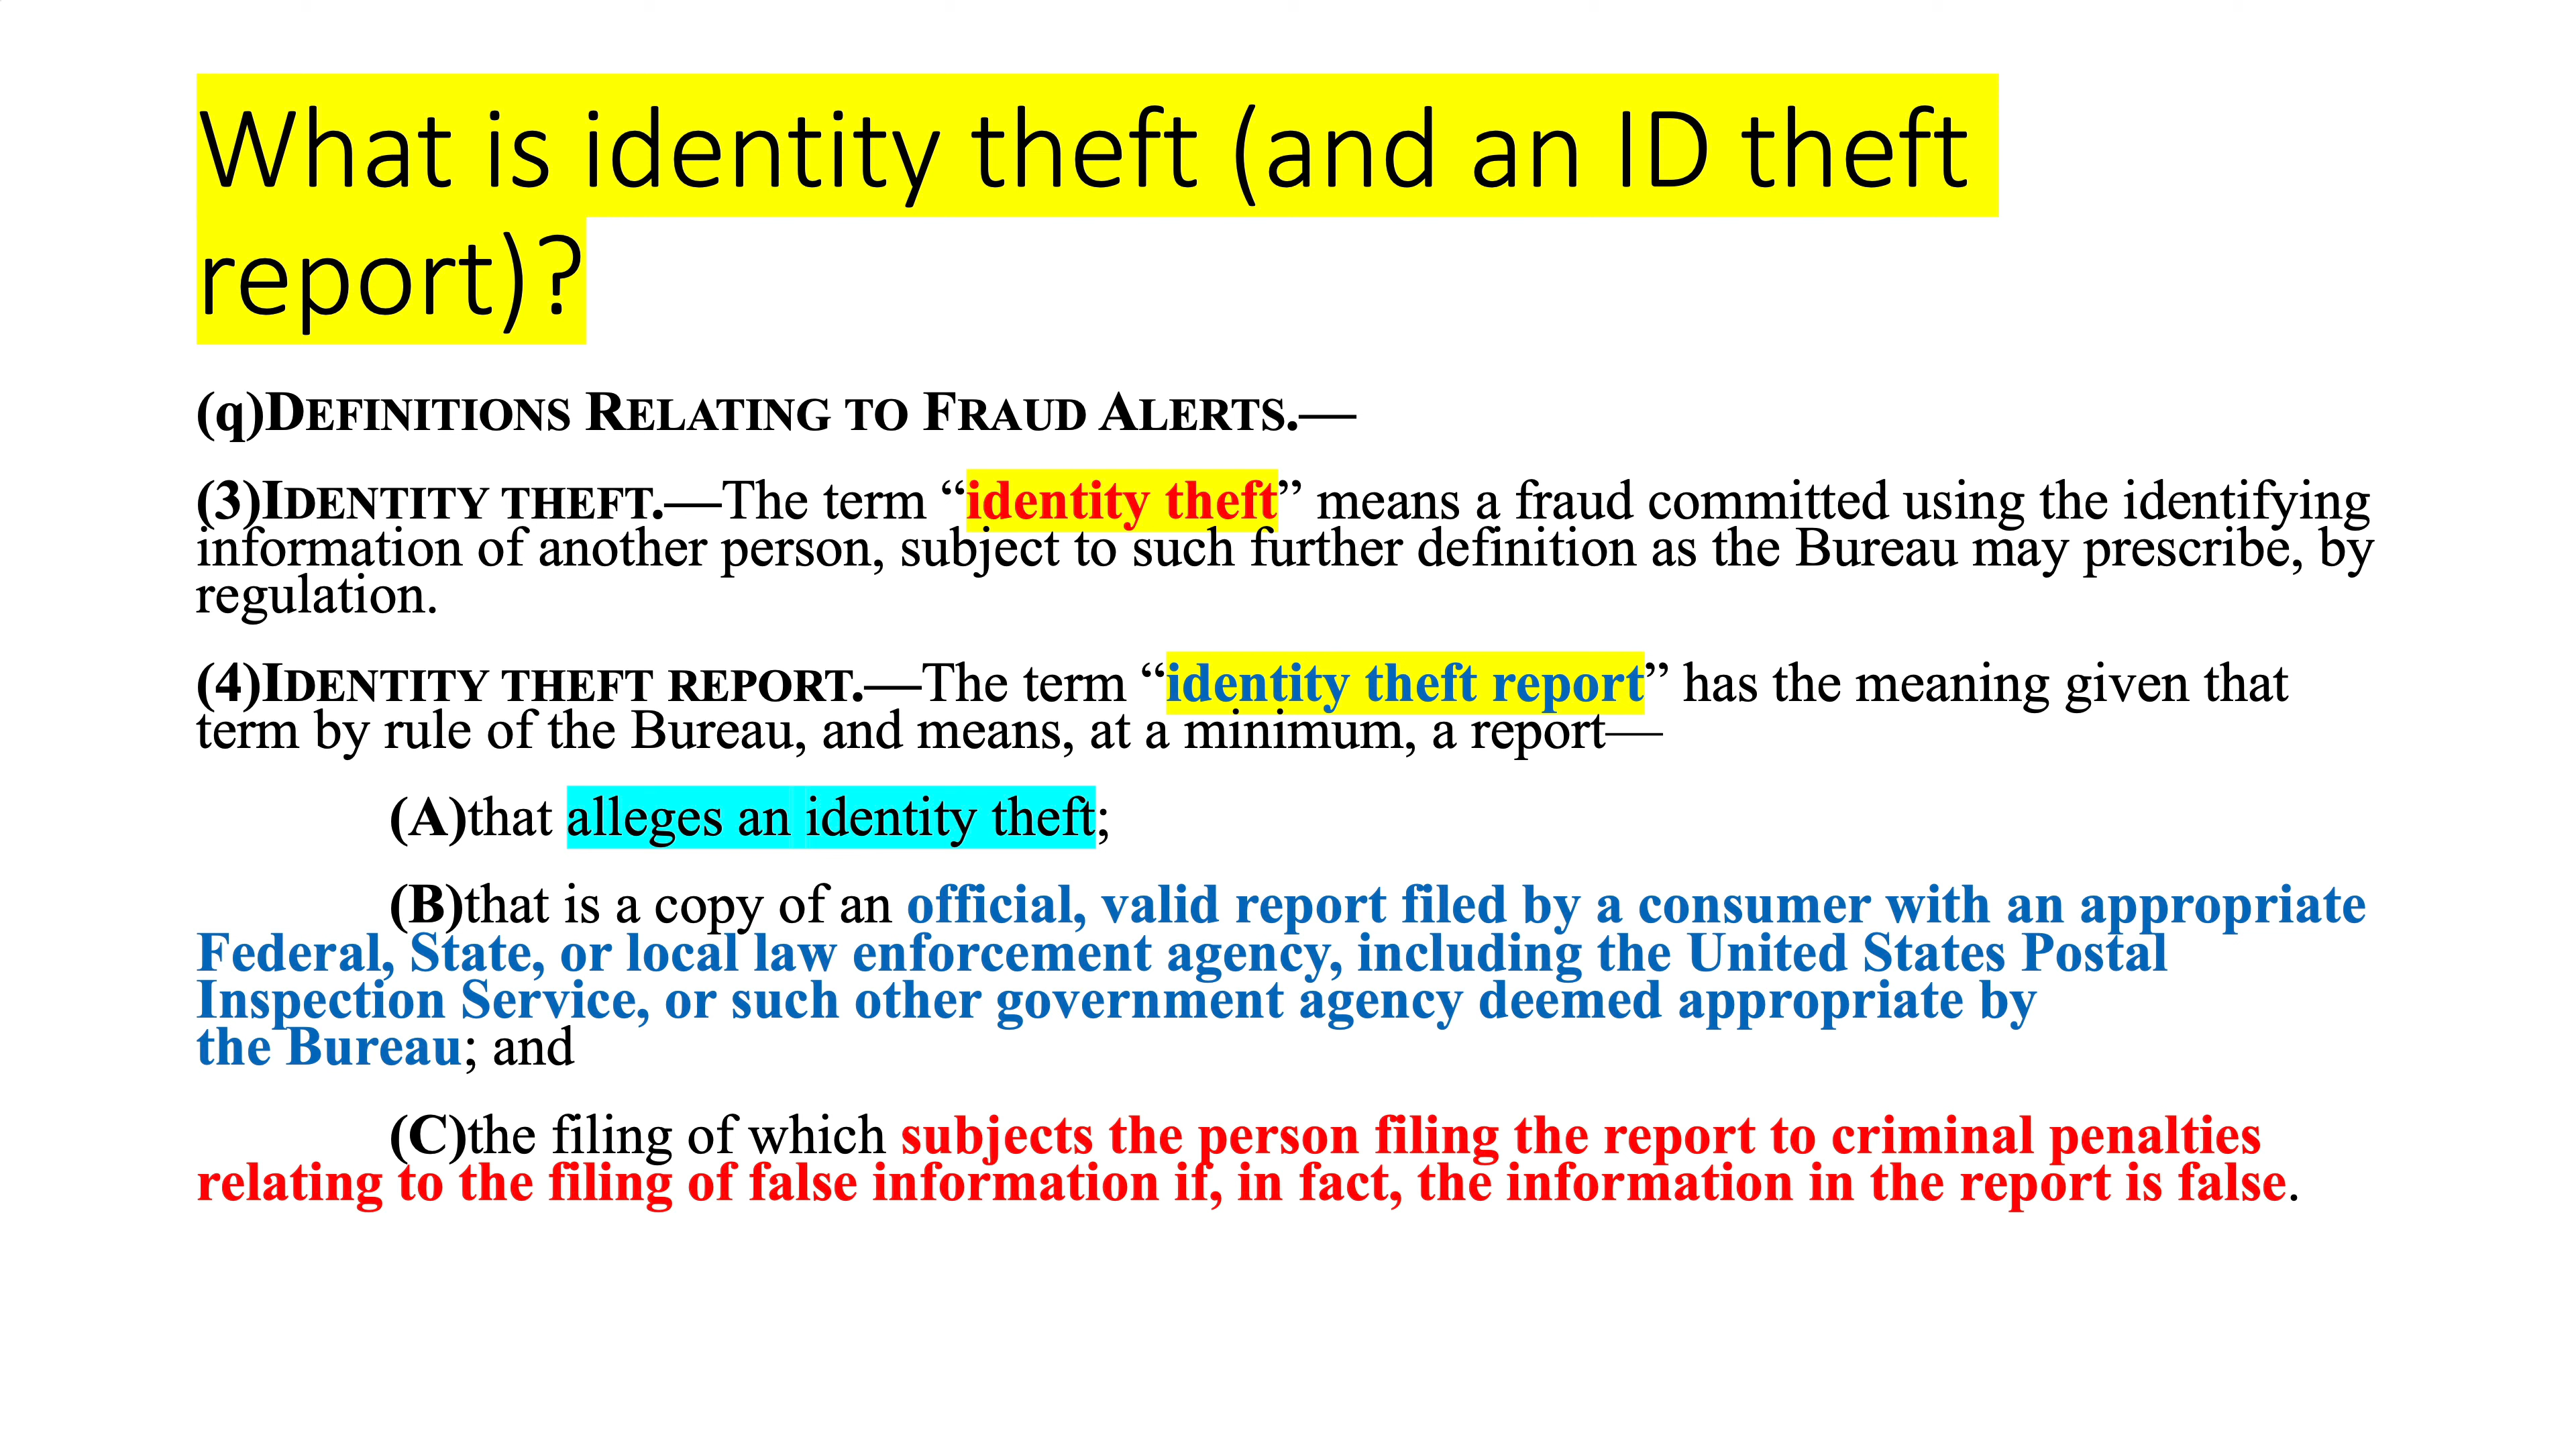 What is identity theft (and an ID theft
report)?
(q)DEFINITIONS RELATING TO FRAUD ALERTS.—
(3)IDENTITY THEFT.—The term “identity theft” means a fraud committed using the identifying
information of another person, subject to such further definition as the Bureau may prescribe, by
regulation.
(4)IDENTITY THEFT REPORT.—The term “identity theft report” has the meaning given that
term by rule of the Bureau, and means, at a minimum, a report—
(A)that alleges an identity theft;
(B)that is a copy of an official, valid report filed by a consumer with an appropriate
Federal, State, or local law enforcement agency, including the United States Postal
Inspection Service, or such other government agency deemed appropriate by
the Bureau; and
(C)the filing of which subjects the person filing the report to criminal penalties
relating to the filing of false information if, in fact, the information in the report is false.